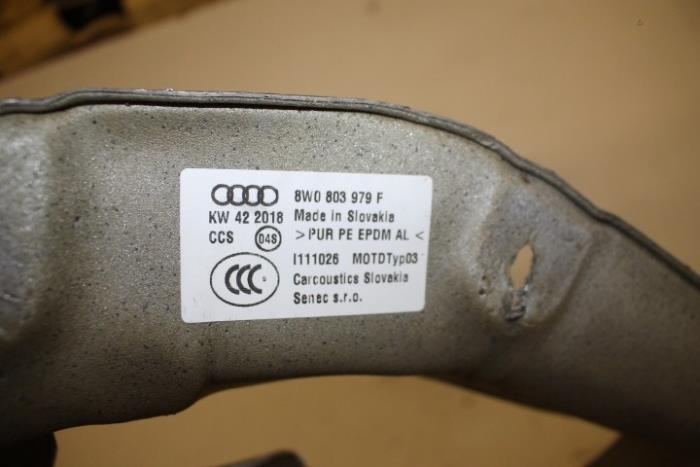 8W0 803 979 F
KW 42 2018 Made in Slovakia
CCS 04S >PUR PE EPDM AL<
I111026 MOTDTyp03
CCC Carcoustics Slovakia
Senec s.r.o.